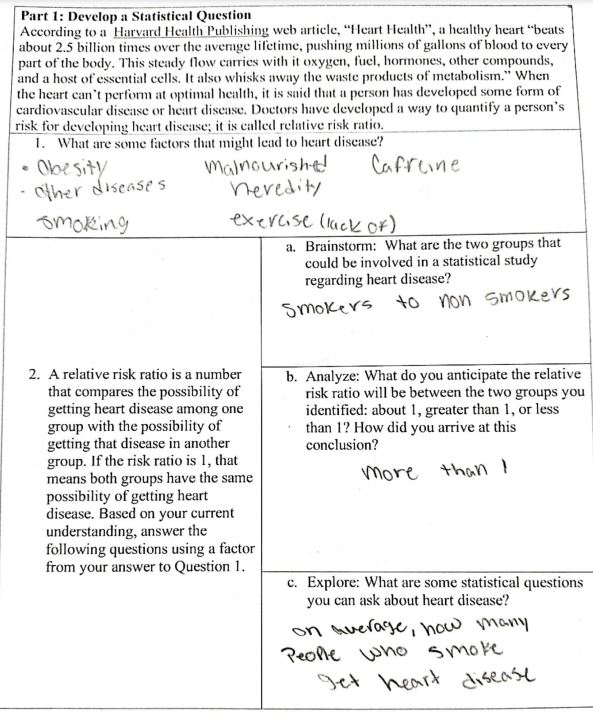 Part 1: Develop a Statistical Question
According to a Harvard Health Publishing web article, “Heart Health”, a healthy heart “beats
about 2.5 billion times over the average lifetime, pushing millions of gallons of blood to every
part of the body. This steady flow carries with it oxygen, fuel, hormones, other compounds,
and a host of essential cells. It also whisks away the waste products of metabolism.” When
the heart can’t perform at optimal health, it is said that a person has developed some form of
cardiovascular disease or heart disease. Doctors have developed a way to quantify a person’s
risk for developing heart disease; it is called relative risk ratio.
1. What are some factors that might lead to heart disease?
• Obesity malnourished Caffeine
- Other diseases heredity
smoking exercise (lack of)
a. Brainstorm: What are the two groups that
could be involved in a statistical study
regarding heart disease?
smokers to non smokers
2. A relative risk ratio is a number
that compares the possibility of
getting heart disease among one
group with the possibility of
getting that disease in another
group. If the risk ratio is 1, that
means both groups have the same
possibility of getting heart
disease. Based on your current
understanding, answer the
following questions using a factor
from your answer to Question 1.
b. Analyze: What do you anticipate the relative
risk ratio will be between the two groups you
identified: about 1, greater than 1, or less
than 1? How did you arrive at this
conclusion?
more than 1
c. Explore: What are some statistical questions
you can ask about heart disease?
on average, how many
People who smoke
get heart disease